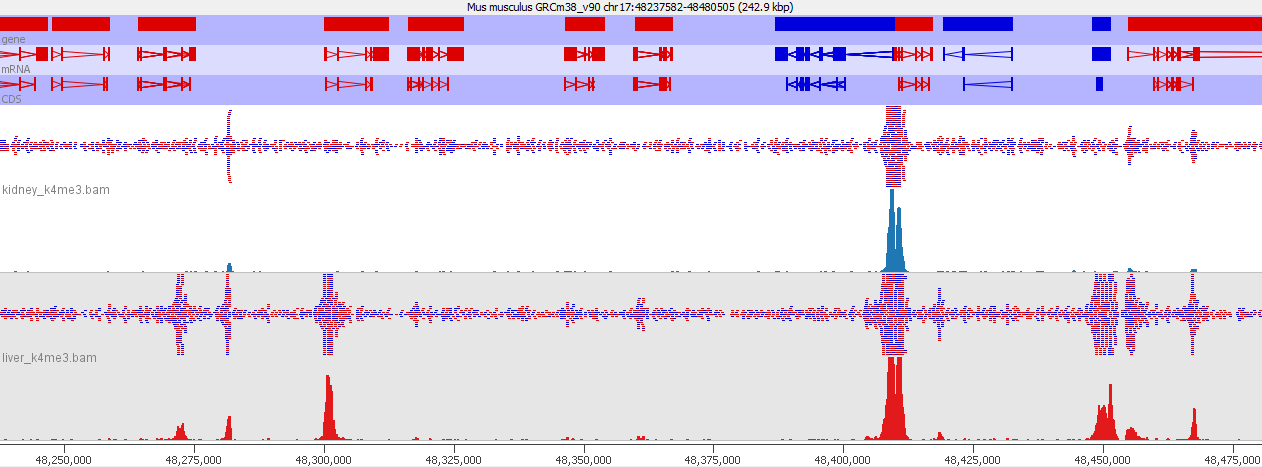 Mus musculus GRCm38_v90 chr17:48237582-48480505 (242.9 kbp)
gene
mRNA
CDS
kidney_k4me3.bam
liver_k4me3.bam
48,250,000 48,275,000 48,300,000 48,325,000 48,350,000 48,375,000 48,400,000 48,425,000 48,450,000 48,475,000